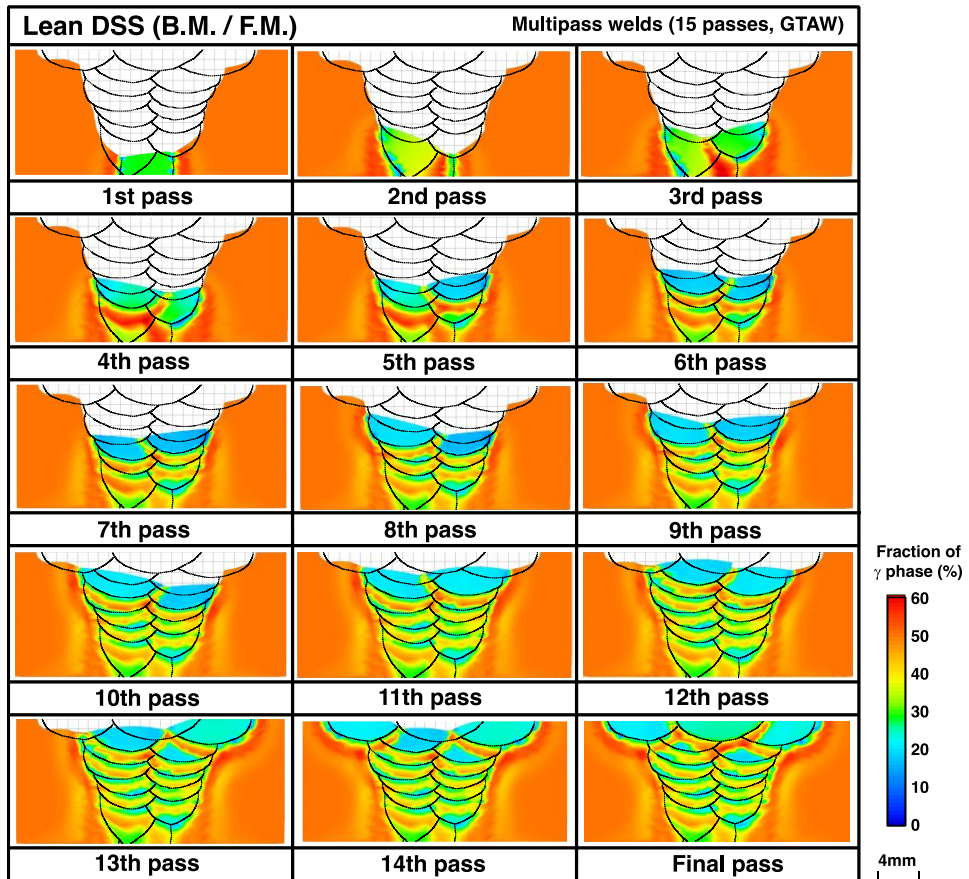 Lean DSS (B.M. / F.M.)
Multipass welds (15 passes, GTAW)
1st pass
2nd pass
3rd pass
4th pass
5th pass
6th pass
7th pass
8th pass
9th pass
10th pass
11th pass
12th pass
13th pass
14th pass
Final pass
Fraction of
γ phase (%)
60
50
40
30
20
10
0
4mm